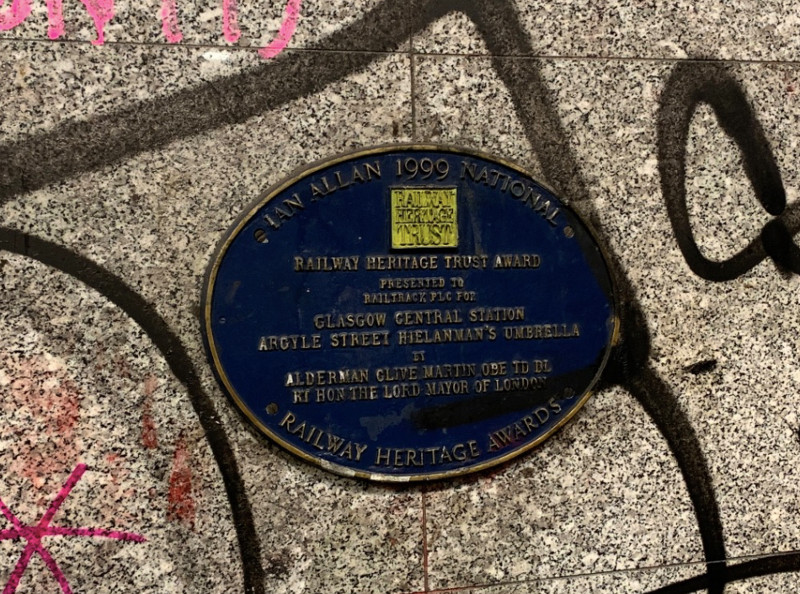 IAN ALLAN 1999 NATIONAL
RAILWAY
HERITAGE
TRUST
RAILWAY HERITAGE TRUST AWARD
PRESENTED TO
RAILTRACK PLC FOR
GLASGOW CENTRAL STATION
ARGYLE STREET HIELANMAN'S UMBRELLA
BY
ALDERMAN CLIVE MARTIN OBE TD DL
RT HON THE LORD MAYOR OF LONDON
RAILWAY HERITAGE AWARDS